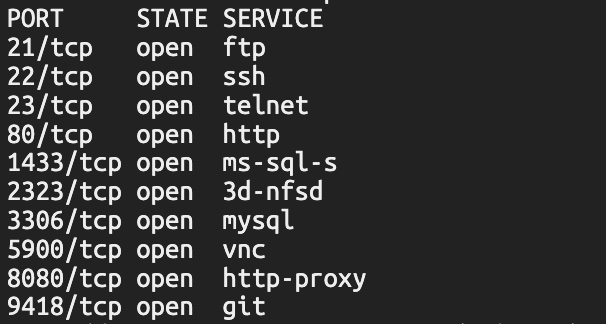 PORT     STATE SERVICE
21/tcp   open  ftp
22/tcp   open  ssh
23/tcp   open  telnet
80/tcp   open  http
1433/tcp open  ms-sql-s
2323/tcp open  3d-nfsd
3306/tcp open  mysql
5900/tcp open  vnc
8080/tcp open  http-proxy
9418/tcp open  git